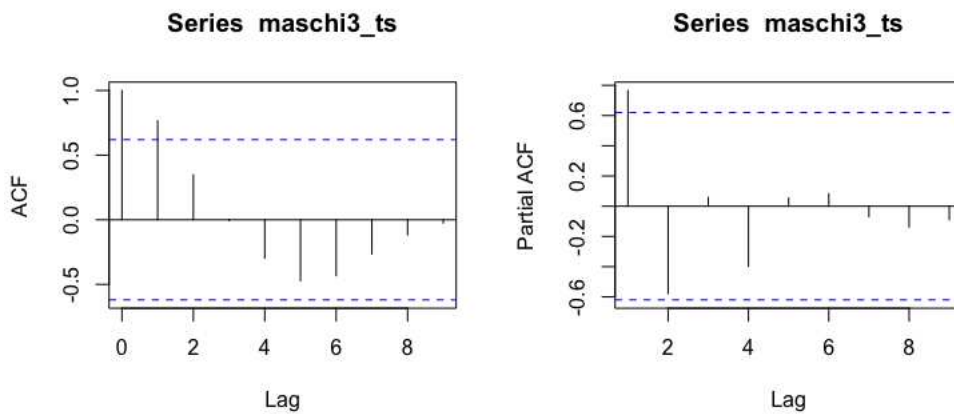 Series maschi3_ts
ACF
1.0
0.5
0.0
-0.5
0 2 4 6 8
Lag
Series maschi3_ts
Partial ACF
0.6
0.2
-0.2
-0.6
2 4 6 8
Lag